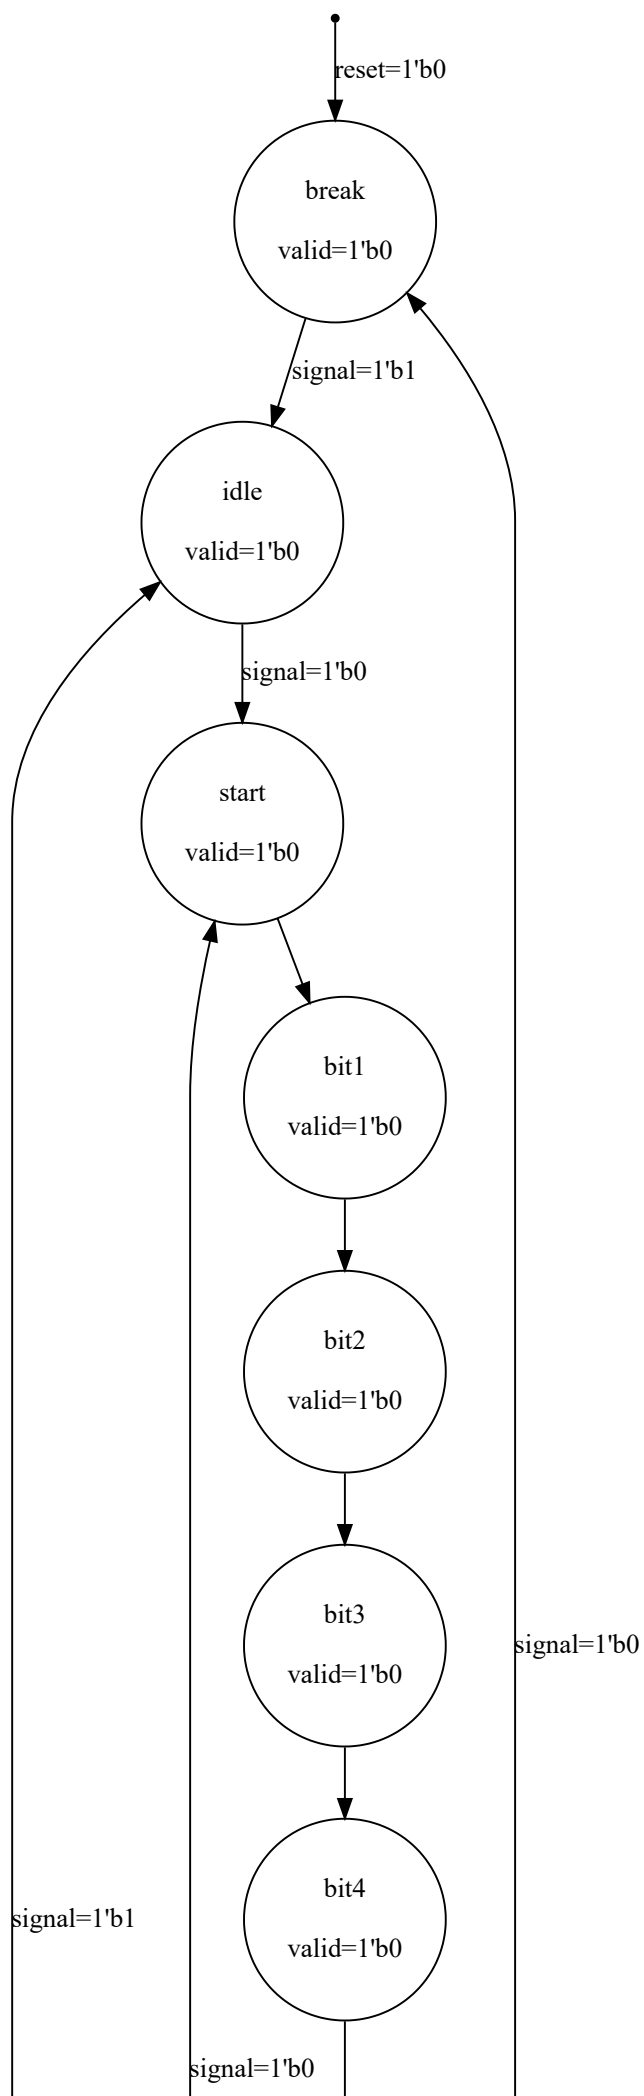 reset=1'b0
break
valid=1'b0
signal=1'b1
idle
valid=1'b0
signal=1'b0
start
valid=1'b0
bit1
valid=1'b0
bit2
valid=1'b0
bit3
valid=1'b0
signal=1'b0
bit4
valid=1'b0
signal=1'b1
signal=1'b0